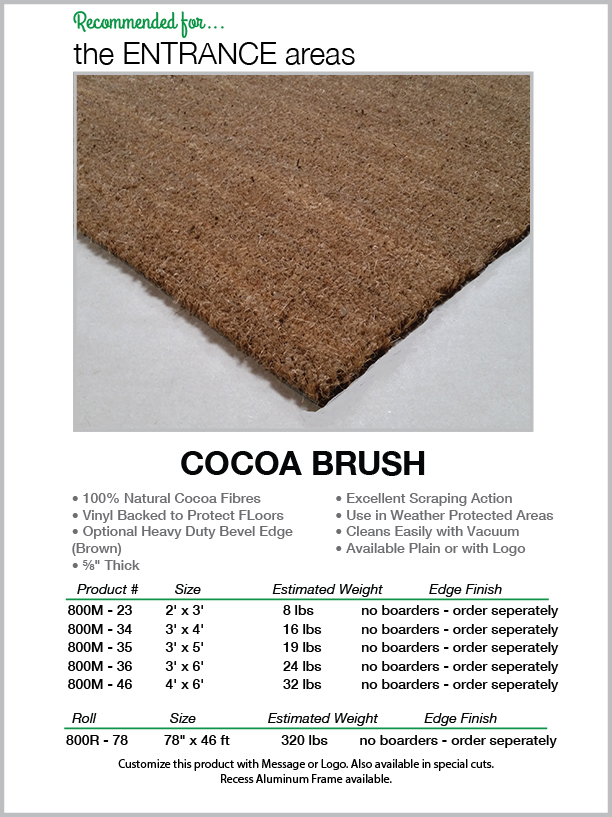 Recommended for...
the ENTRANCE areas
COCOA BRUSH
• 100% Natural Cocoa Fibres
• Vinyl Backed to Protect FLoors
• Optional Heavy Duty Bevel Edge
(Brown)
• ⅝" Thick
• Excellent Scraping Action
• Use in Weather Protected Areas
• Cleans Easily with Vacuum
• Available Plain or with Logo
Product # Size Estimated Weight Edge Finish
800M - 23 2' x 3' 8 lbs no boarders - order seperately
800M - 34 3' x 4' 16 lbs no boarders - order seperately
800M - 35 3' x 5' 19 lbs no boarders - order seperately
800M - 36 3' x 6' 24 lbs no boarders - order seperately
800M - 46 4' x 6' 32 lbs no boarders - order seperately
Roll Size Estimated Weight Edge Finish
800R - 78 78" x 46 ft 320 lbs no boarders - order seperately
Customize this product with Message or Logo. Also available in special cuts.
Recess Aluminum Frame available.